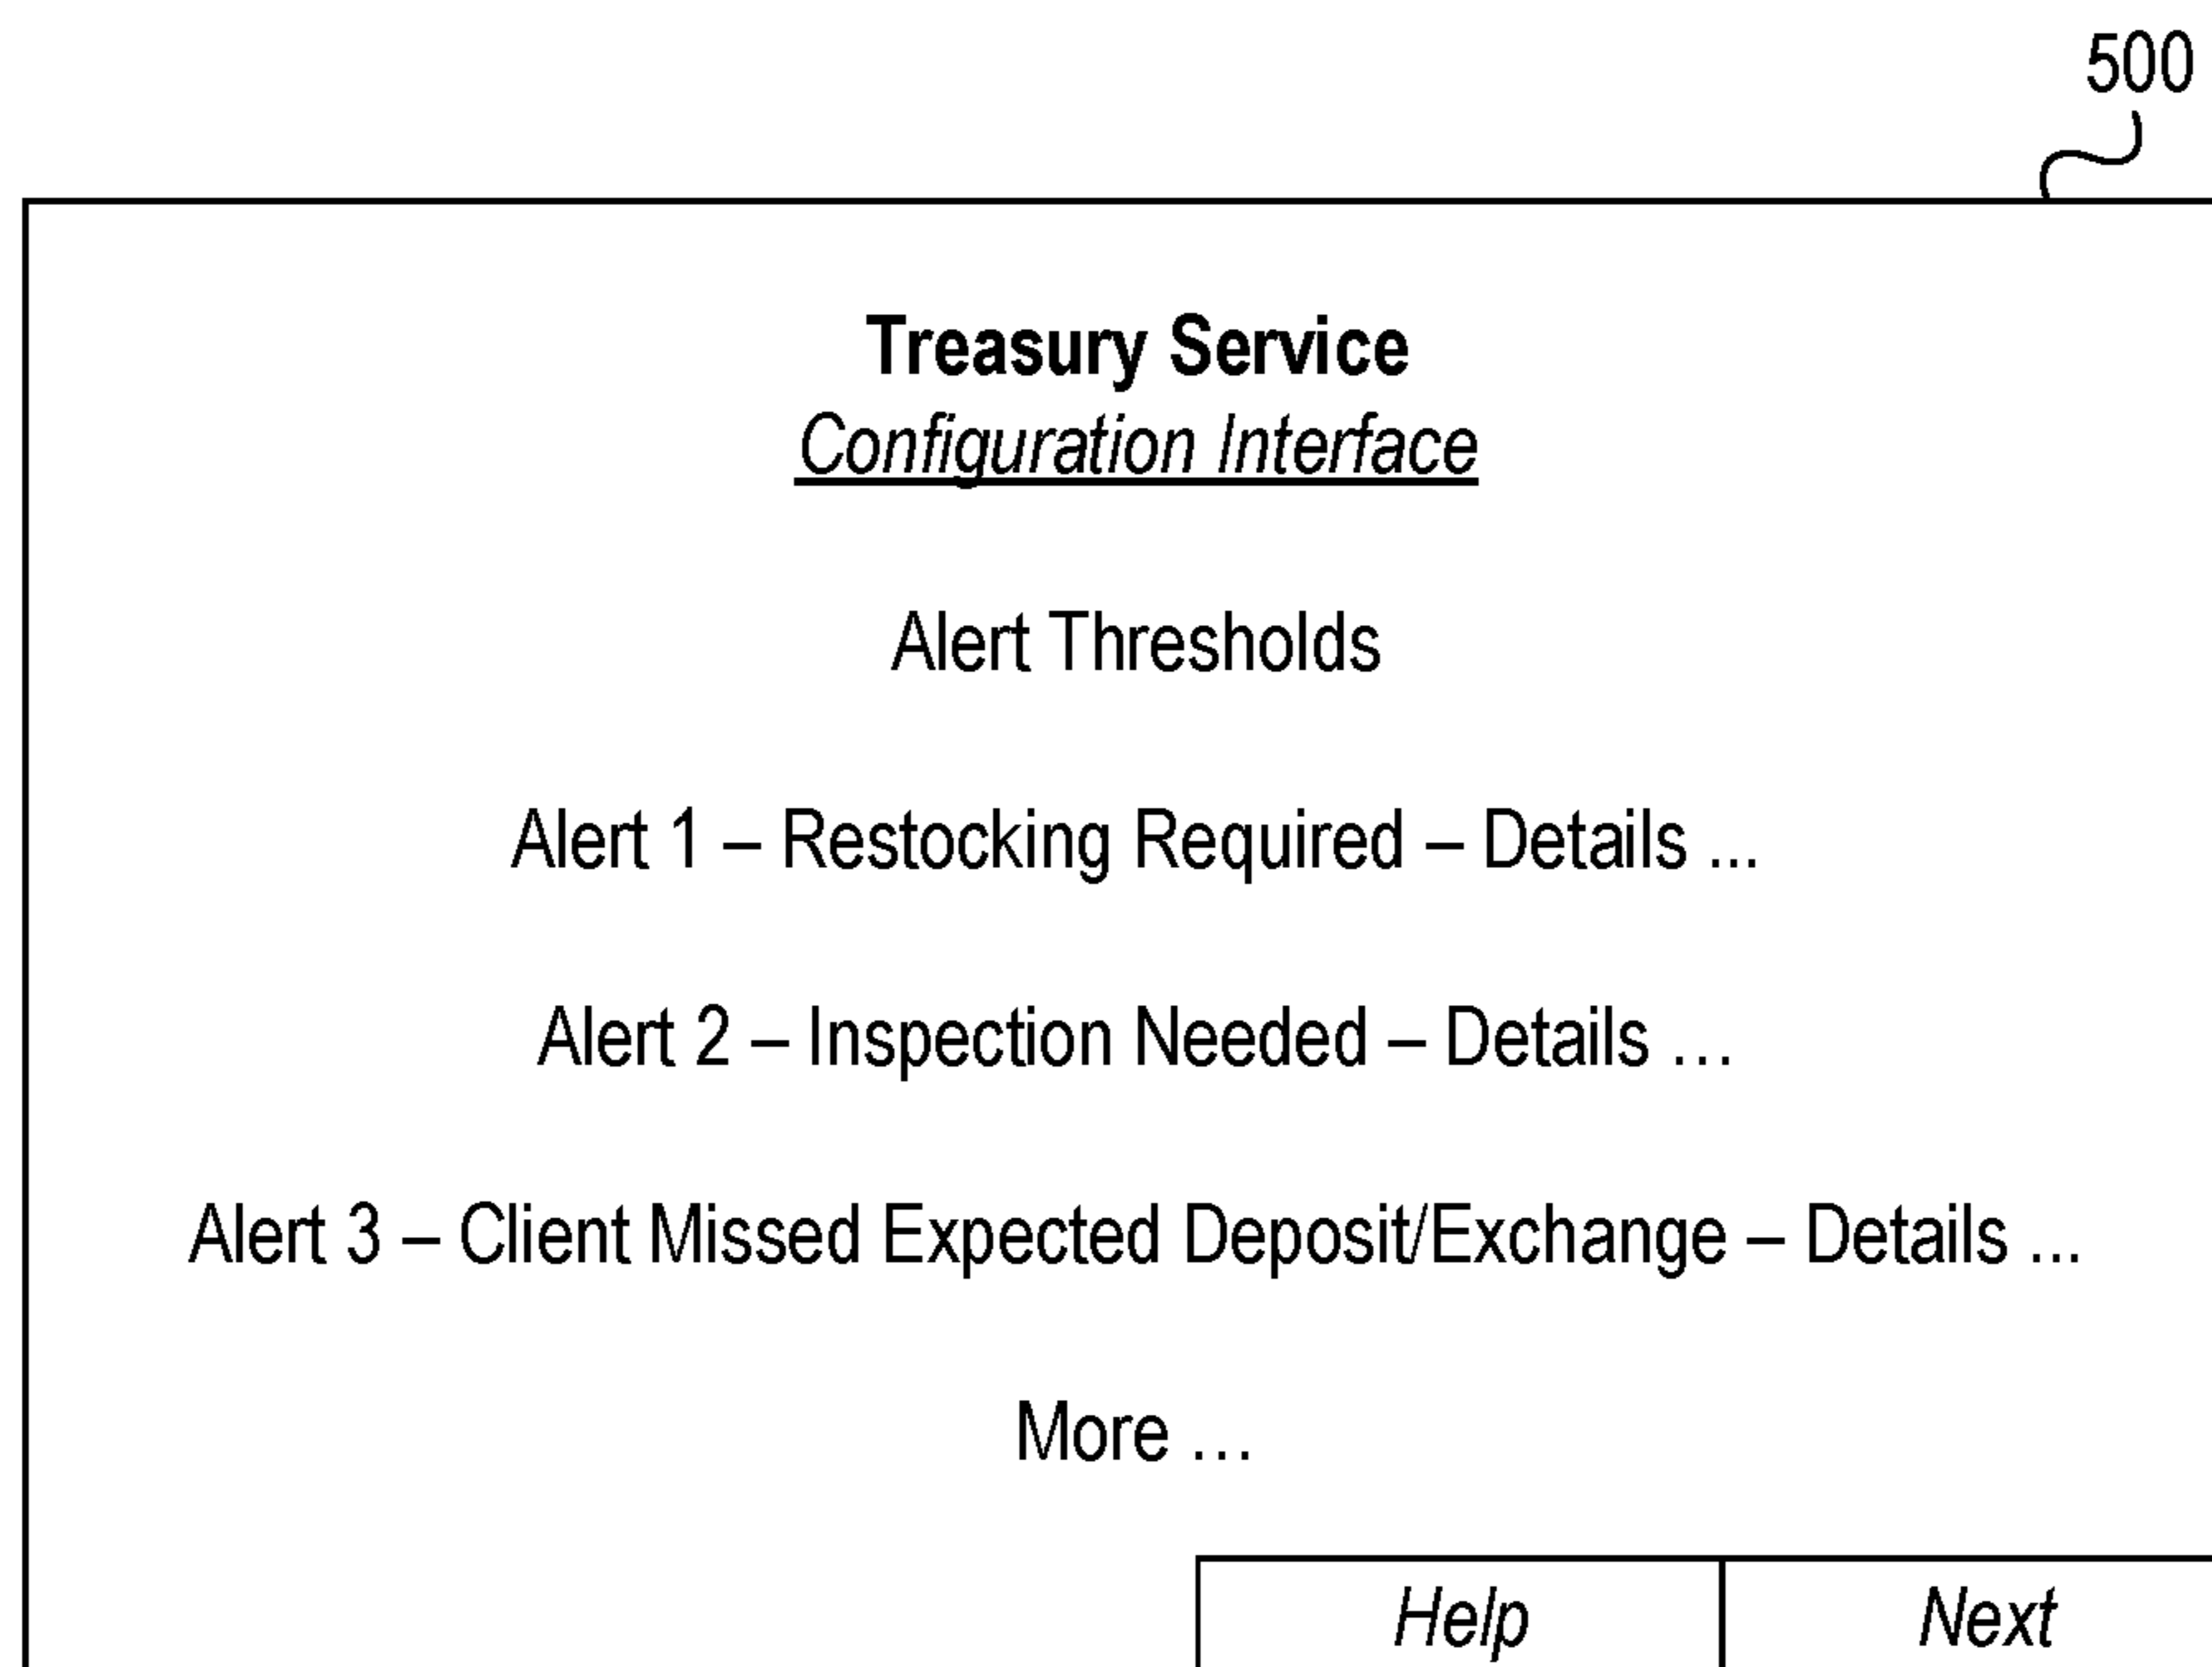 500
Treasury Service
Configuration Interface
Alert Thresholds
Alert 1 – Restocking Required – Details ...
Alert 2 – Inspection Needed – Details …
Alert 3 – Client Missed Expected Deposit/Exchange – Details ...
More …
Help Next